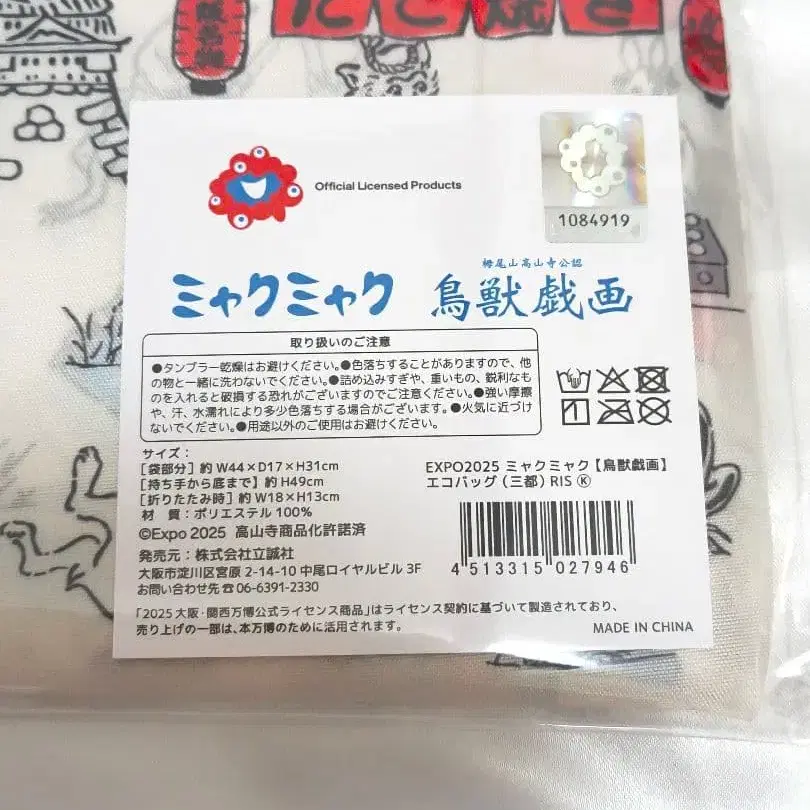 たこ焼き
Official Licensed Products
1084919
栂尾山高山寺公認
ミャクミャク 鳥獣戯画
取り扱いのご注意
●タンブラー乾燥はお避けください。●色落ちすることがありますので、他
の物と一緒に洗わないでください。●詰め込みすぎや、重いもの、鋭利なも
のを入れると破損する恐れがございますのでご注意ください。●強い摩擦
や、汗、水濡れにより多少色落ちする場合がございます。●火気に近づけ
ないでください。●用途以外のご使用はお避けください。
サイズ:
[袋部分] 約 W44×D17×H31cm
[持ち手から底まで] 約 H49cm
[折りたたみ時] 約 W18×H13cm
材 質:ポリエステル 100%
©Expo 2025 高山寺商品化許諾済
発売元:株式会社立誠社
大阪市淀川区宮原 2-14-10 中尾ロイヤルビル 3F
お問い合わせ先 ☎06-6391-2330
EXPO2025 ミャクミャク【鳥獣戯画】
エコバッグ (三都) RIS Ⓚ
4 513315 027946
「2025 大阪・関西万博公式ライセンス商品」はライセンス契約に基づいて製造されており、
売り上げの一部は、本万博のために活用されます。
MADE IN CHINA